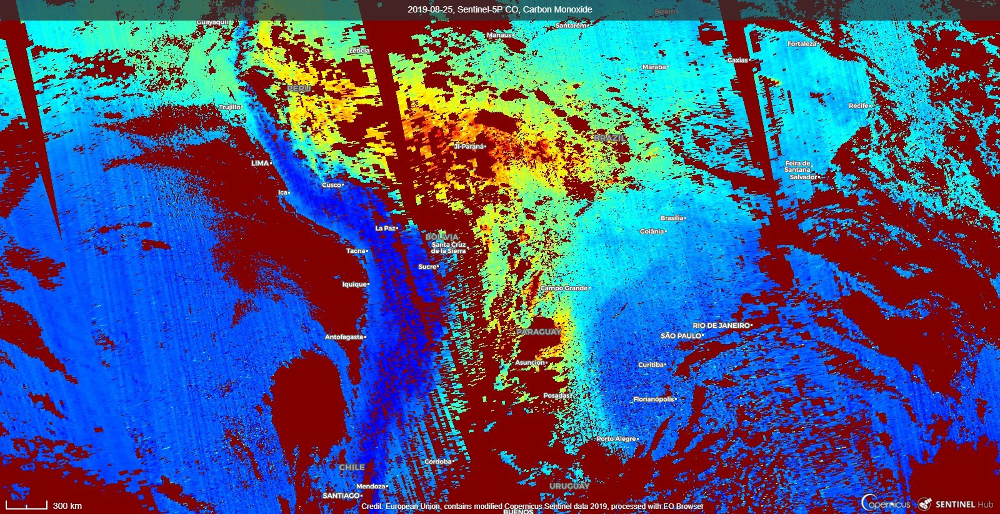 2019-08-25, Sentinel-5P CO, Carbon Monoxide
ECUADOR
Belém
Guayaquil
Santarém
Manaus
Leticia
Fortaleza
Caxias
Maraba
PERU
Trujillo
Recife
BRAZIL
Ji-Paraná
LIMA
Feira de
Santana
Salvador
Cusco
Ica
Brasília
La Paz
Goiânia
BOLIVIA
Santa Cruz
de la Sierra
Tacna
Sucre
Iquique
Campo Grande
RIO DE JANEIRO
PARAGUAY
SÃO PAULO
Antofagasta
Asuncion
Curitiba
Posadas
Florianópolis
Porto Alegre
Cordoba
CHILE
Mendoza
URUGUAY
SANTIAGO
300 km
Credit: European Union, contains modified Copernicus Sentinel data 2019, processed with EO Browser
BUENOS
Copernicus
SENTINEL Hub